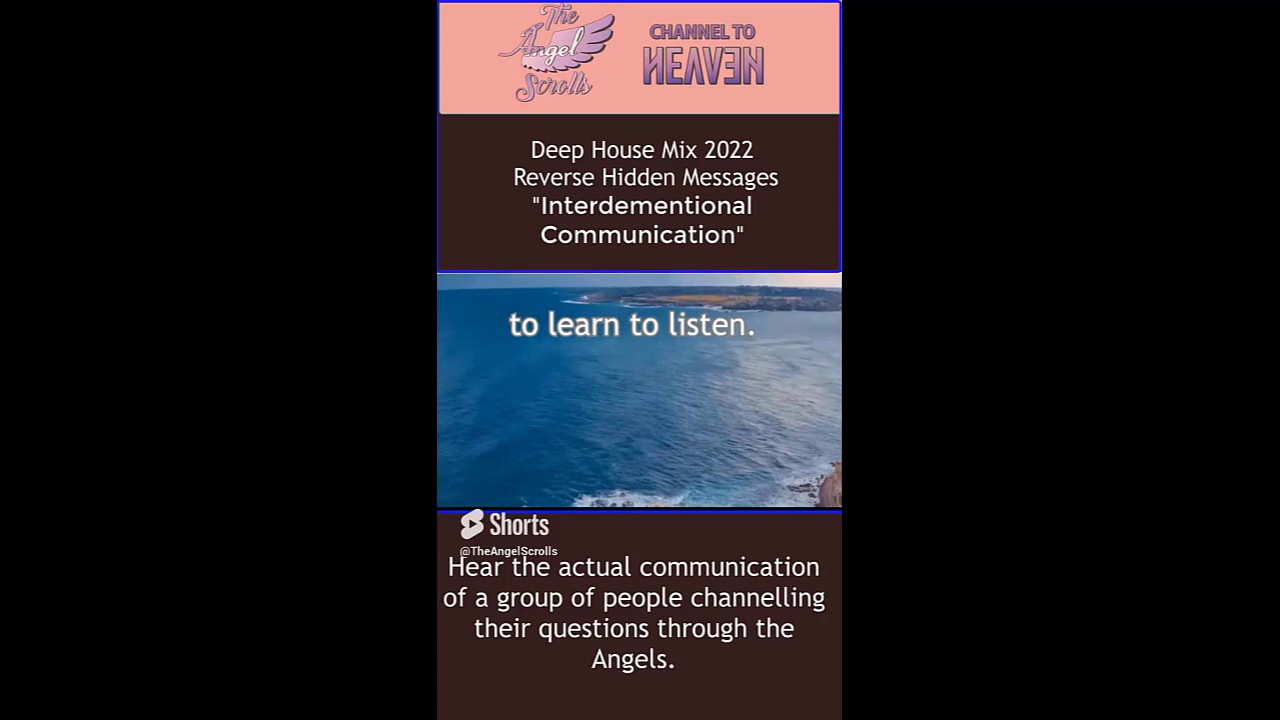 The
Angel
Scrolls
CHANNEL TO
HEAVEN
Deep House Mix 2022
Reverse Hidden Messages
"Interdementional
Communication"
to learn to listen.
Shorts
@TheAngelScrolls
Hear the actual communication
of a group of people channelling
their questions through the
Angels.